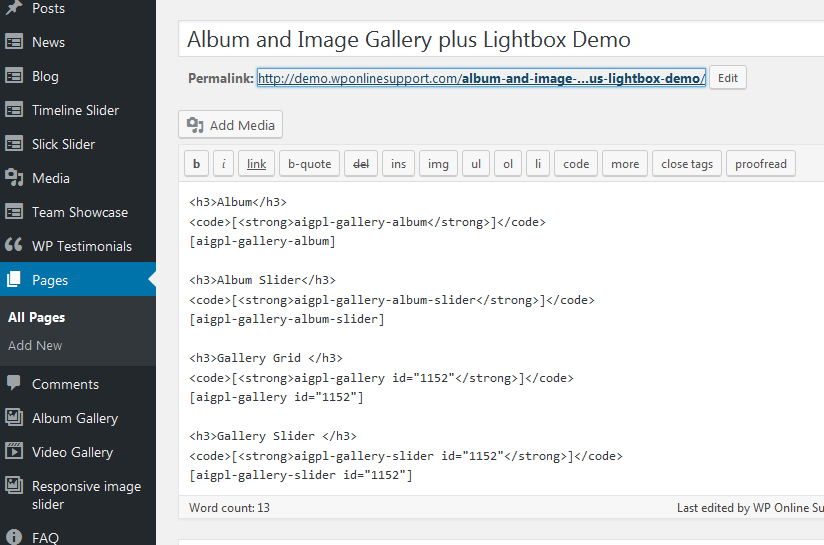 Posts
News
Blog
Timeline Slider
Slick Slider
Media
Team Showcase
WP Testimonials
Pages
All Pages
Add New
Comments
Album Gallery
Video Gallery
Responsive image
slider
FAQ
Album and Image Gallery plus Lightbox Demo
Permalink: http://demo.wponlinesupport.com/album-and-image-...us-lightbox-demo/ Edit
Add Media
b i link b-quote del ins img ul ol li code more close tags proofread
<h3>Album</h3>
<code>[<strong>aigpl-gallery-album</strong>]</code>
[aigpl-gallery-album]
<h3>Album Slider</h3>
<code>[<strong>aigpl-gallery-album-slider</strong>]</code>
[aigpl-gallery-album-slider]
<h3>Gallery Grid </h3>
<code>[<strong>aigpl-gallery id="1152"</strong>]</code>
[aigpl-gallery id="1152"]
<h3>Gallery Slider </h3>
<code>[<strong>aigpl-gallery-slider id="1152"</strong>]</code>
[aigpl-gallery-slider id="1152"]
Word count: 13 Last edited by WP Online Su